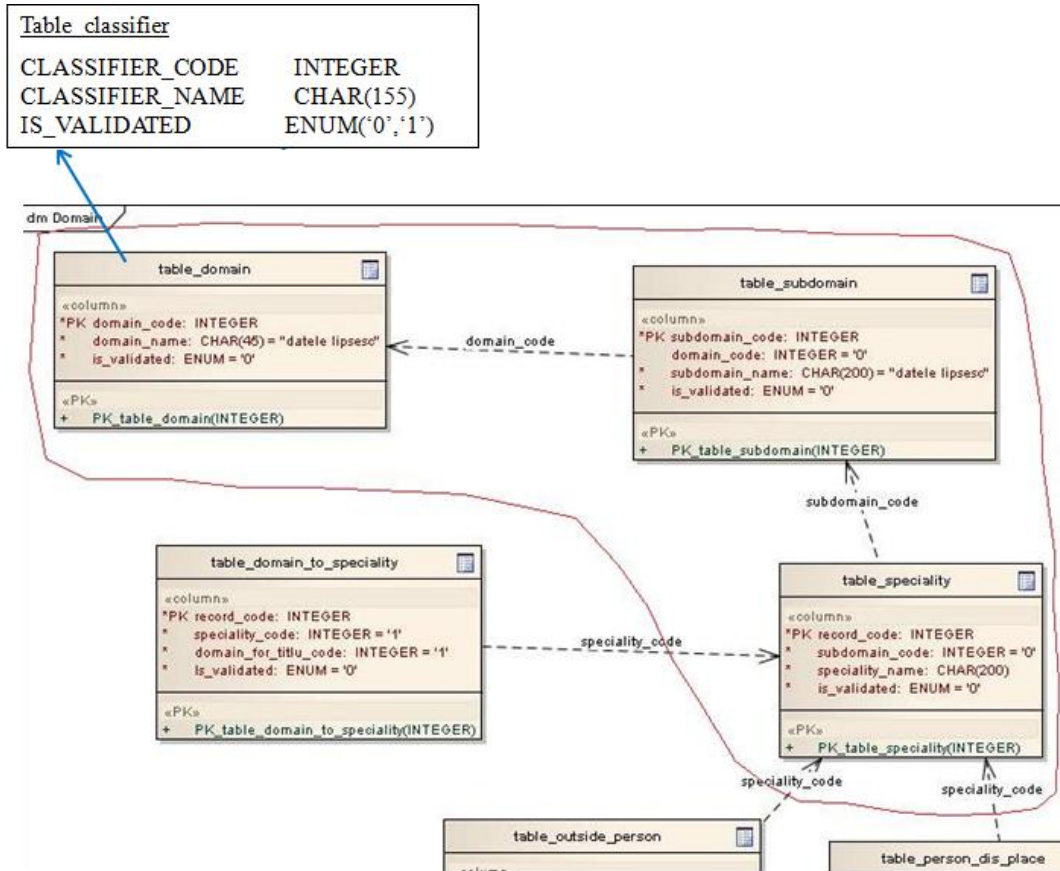 Table classifier
CLASSIFIER_CODE INTEGER
CLASSIFIER_NAME CHAR(155)
IS_VALIDATED ENUM(‘0’,‘1’)
dm Domain
table_domain
«column»
*PK domain_code: INTEGER
* domain_name: CHAR(45) = "datele lipsesc"
* is_validated: ENUM = '0'
«PK»
+ PK_table_domain(INTEGER)
domain_code
table_subdomain
«column»
*PK subdomain_code: INTEGER
domain_code: INTEGER = '0'
* subdomain_name: CHAR(200) = "datele lipsesc"
* is_validated: ENUM = '0'
«PK»
+ PK_table_subdomain(INTEGER)
subdomain_code
table_domain_to_speciality
«column»
*PK record_code: INTEGER
* speciality_code: INTEGER = '1'
* domain_for_titlu_code: INTEGER = '1'
* Is_validated: ENUM = '0'
«PK»
+ PK_table_domain_to_speciality(INTEGER)
speciality_code
table_speciality
«column»
*PK record_code: INTEGER
* subdomain_code: INTEGER = '0'
* speciality_name: CHAR(200)
* is_validated: ENUM = '0'
«PK»
+ PK_table_speciality(INTEGER)
speciality_code
speciality_code
table_outside_person
table_person_dis_place